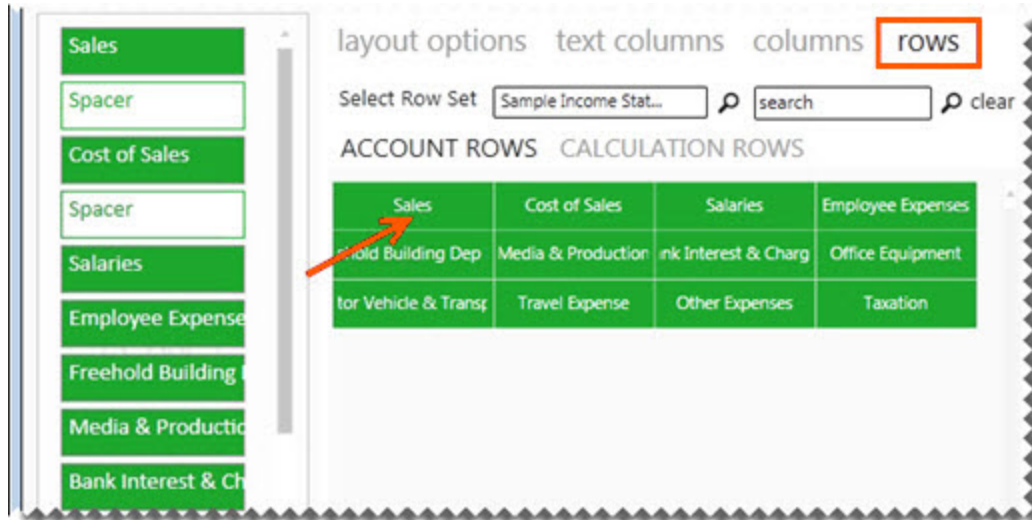 Sales
Spacer
Cost of Sales
Spacer
Salaries
Employee Expense
Freehold Building
Media & Productio
Bank Interest & Ch
layout options text columns columns rows
Select Row Set Sample Income Stat... search clear
ACCOUNT ROWS CALCULATION ROWS
Sales Cost of Sales Salaries Employee Expenses
hold Building Dep Media & Production nk Interest & Charg Office Equipment
tor Vehicle & Transp Travel Expense Other Expenses Taxation